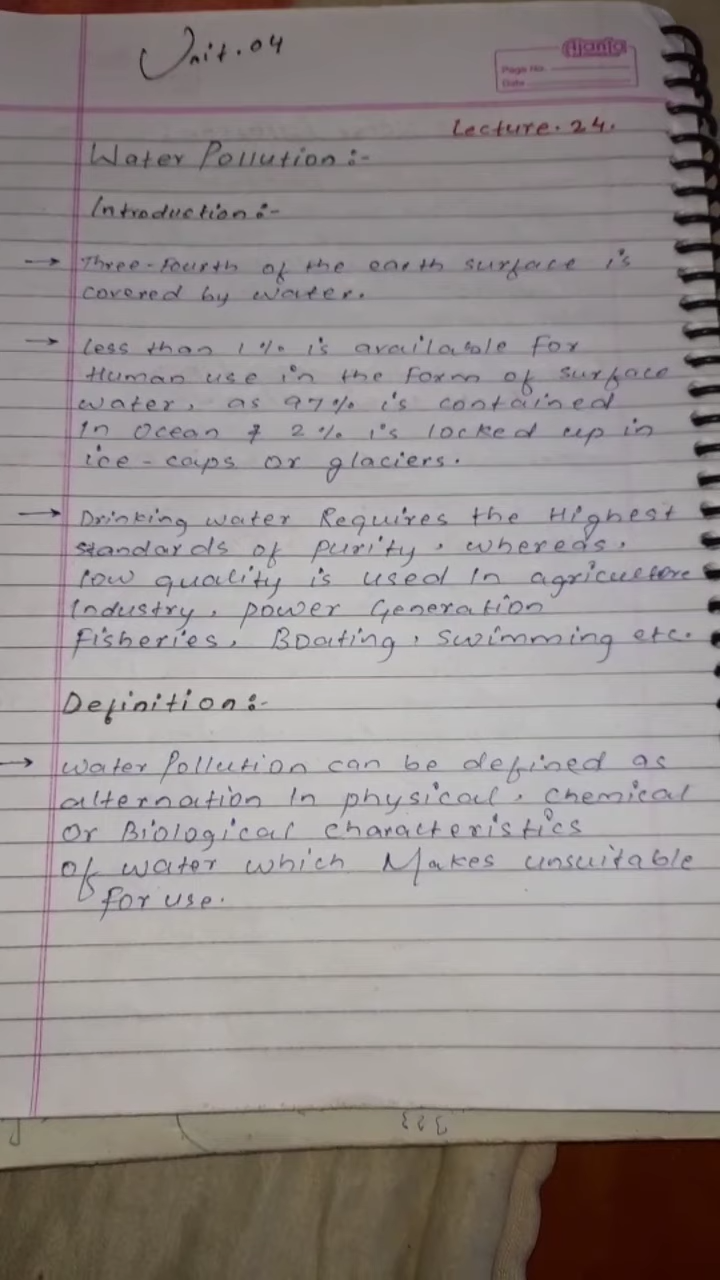 Unit.04
Ajanta
Page No.
Date
Lecture. 24.
Water Pollution :-
Introduction :-
→ Three-Fourth of the earth surface is
covered by water.
→ Less than 1% is available For
Human use in the Form of surface
water, as 97% is contained
In Ocean & 2% is locked up in
ice-caps or glaciers.
→ Drinking water Requires the Highest
standards of purity, whereas,
low quality is used In agriculture
Industry, power Generation
Fisheries, Boating, swimming etc.
Definition :-
→ Water Pollution can be defined as
alternation In physical, chemical
Or Biological characteristics
of water which Makes unsuitable
for use.